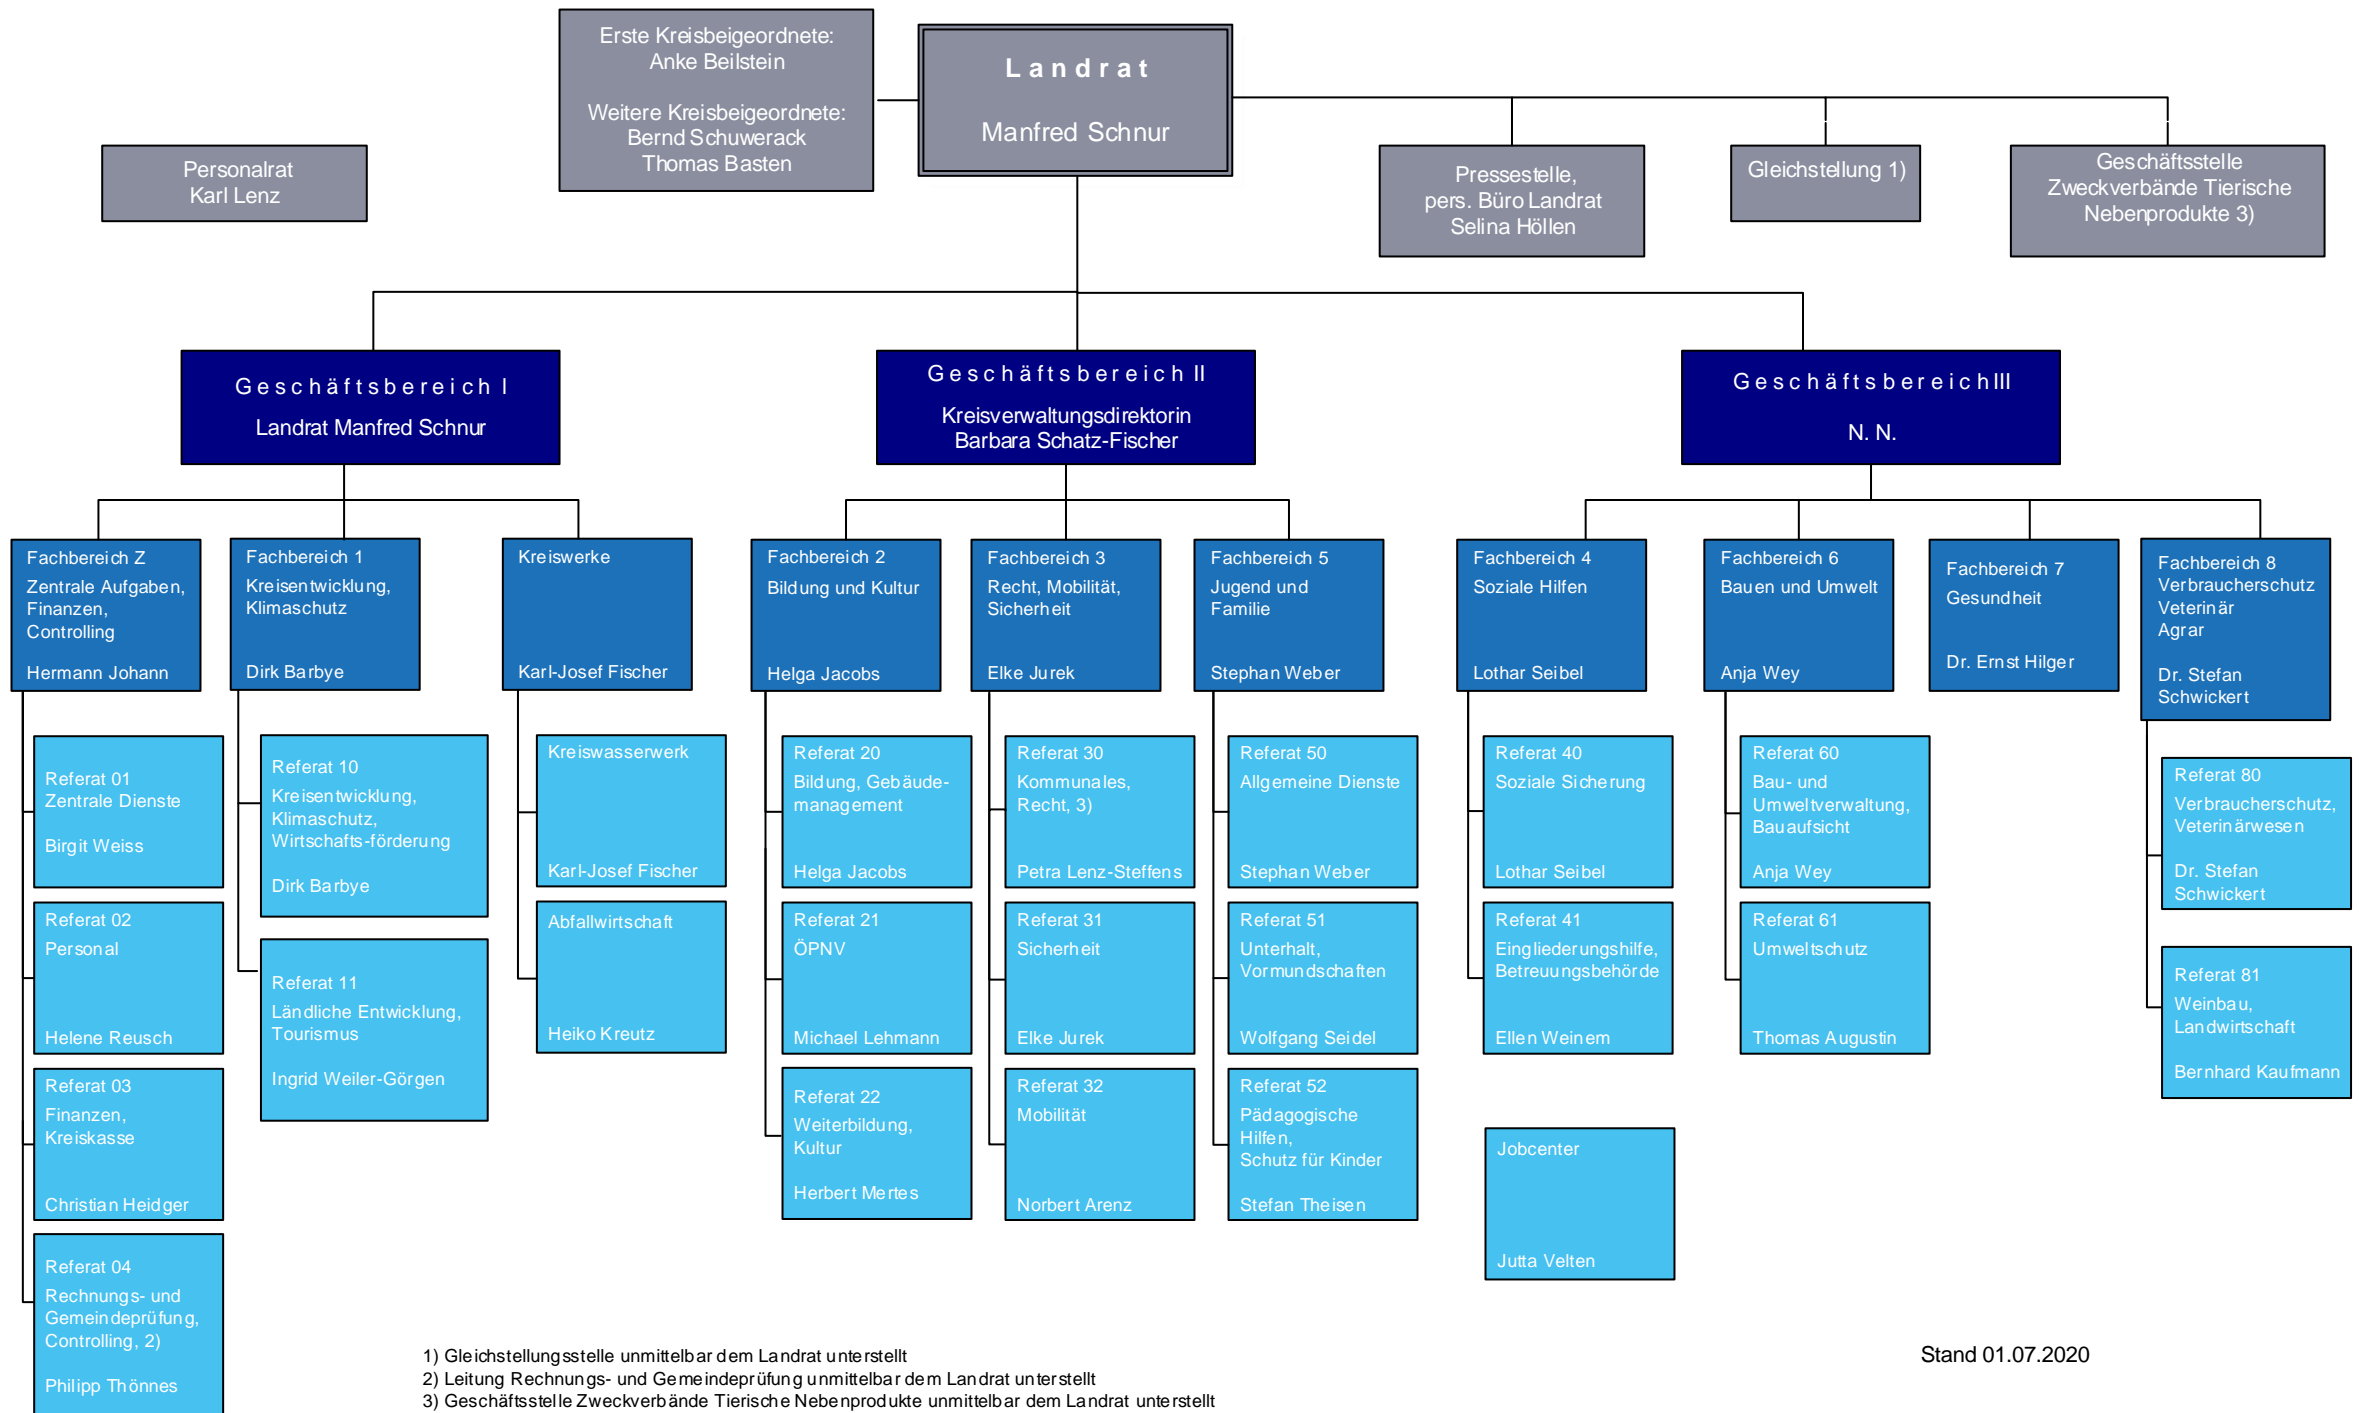 Erste Kreisbeigeordnete:
Anke Beilstein
Weitere Kreisbeigeordnete:
Bernd Schuwerack
Thomas Basten
Landrat
Manfred Schnur
Personalrat
Karl Lenz
Pressestelle,
pers. Büro Landrat
Selina Höllen
Gleichstellung 1)
Geschäftsstelle
Zweckverbände Tierische
Nebenprodukte 3)
Geschäftsbereich I
Landrat Manfred Schnur
Geschäftsbereich II
Kreisverwaltungsdirektorin
Barbara Schatz-Fischer
Geschäftsbereich III
N. N.
Fachbereich Z
Zentrale Aufgaben,
Finanzen,
Controlling
Hermann Johann
Fachbereich 1
Kreisentwicklung,
Klimaschutz
Dirk Barbye
Kreiswerke
Karl-Josef Fischer
Fachbereich 2
Bildung und Kultur
Helga Jacobs
Fachbereich 3
Recht, Mobilität,
Sicherheit
Elke Jurek
Fachbereich 5
Jugend und
Familie
Stephan Weber
Fachbereich 4
Soziale Hilfen
Lothar Seibel
Fachbereich 6
Bauen und Umwelt
Anja Wey
Fachbereich 7
Gesundheit
Dr. Ernst Hilger
Fachbereich 8
Verbraucherschutz
Veterinär
Agrar
Dr. Stefan
Schwickert
Referat 01
Zentrale Dienste
Birgit Weiss
Referat 02
Personal
Helene Reusch
Referat 03
Finanzen,
Kreiskasse
Christian Heidger
Referat 04
Rechnungs- und
Gemeindeprüfung,
Controlling, 2)
Philipp Thönnes
Referat 10
Kreisentwicklung,
Klimaschutz,
Wirtschafts-förderung
Dirk Barbye
Referat 11
Ländliche Entwicklung,
Tourismus
Ingrid Weiler-Görgen
Kreiswasserwerk
Karl-Josef Fischer
Abfallwirtschaft
Heiko Kreutz
Referat 20
Bildung, Gebäude-
management
Helga Jacobs
Referat 21
ÖPNV
Michael Lehmann
Referat 22
Weiterbildung,
Kultur
Herbert Mertes
Referat 30
Kommunales,
Recht, 3)
Petra Lenz-Steffens
Referat 31
Sicherheit
Elke Jurek
Referat 32
Mobilität
Norbert Arenz
Referat 50
Allgemeine Dienste
Stephan Weber
Referat 51
Unterhalt,
Vormundschaften
Wolfgang Seidel
Referat 52
Pädagogische
Hilfen,
Schutz für Kinder
Stefan Theisen
Referat 40
Soziale Sicherung
Lothar Seibel
Referat 41
Eingliederungshilfe,
Betreuungsbehörde
Ellen Weinem
Jobcenter
Jutta Velten
Referat 60
Bau- und
Umweltverwaltung,
Bauaufsicht
Anja Wey
Referat 61
Umweltschutz
Thomas Augustin
Referat 80
Verbraucherschutz,
Veterinärwesen
Dr. Stefan
Schwickert
Referat 81
Weinbau,
Landwirtschaft
Bernhard Kaufmann
1) Gleichstellungsstelle unmittelbar dem Landrat unterstellt
2) Leitung Rechnungs- und Gemeindeprüfung unmittelbar dem Landrat unterstellt
3) Geschäftsstelle Zweckverbände Tierische Nebenprodukte unmittelbar dem Landrat unterstellt
Stand 01.07.2020